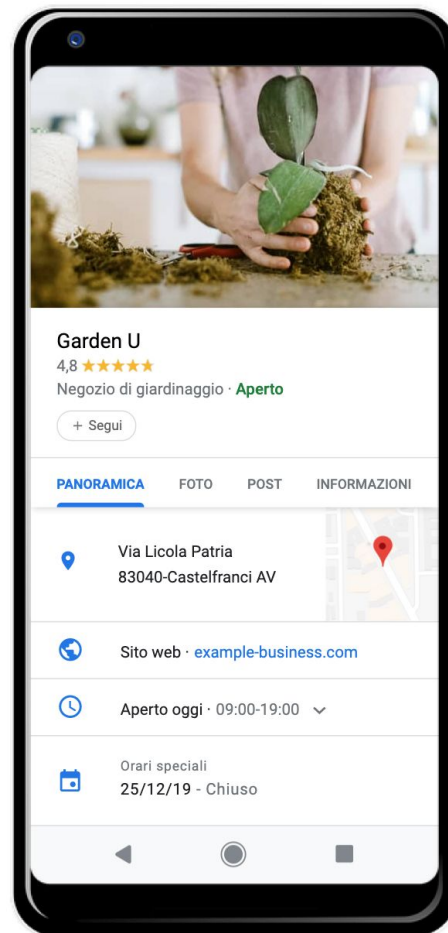 Garden U
4,8
Negozio di giardinaggio · Aperto
+ Segui
PANORAMICA FOTO POST INFORMAZIONI
Via Licola Patria
83040-Castelfranci AV
Sito web · example-business.com
Aperto oggi · 09:00-19:00
Orari speciali
25/12/19 - Chiuso